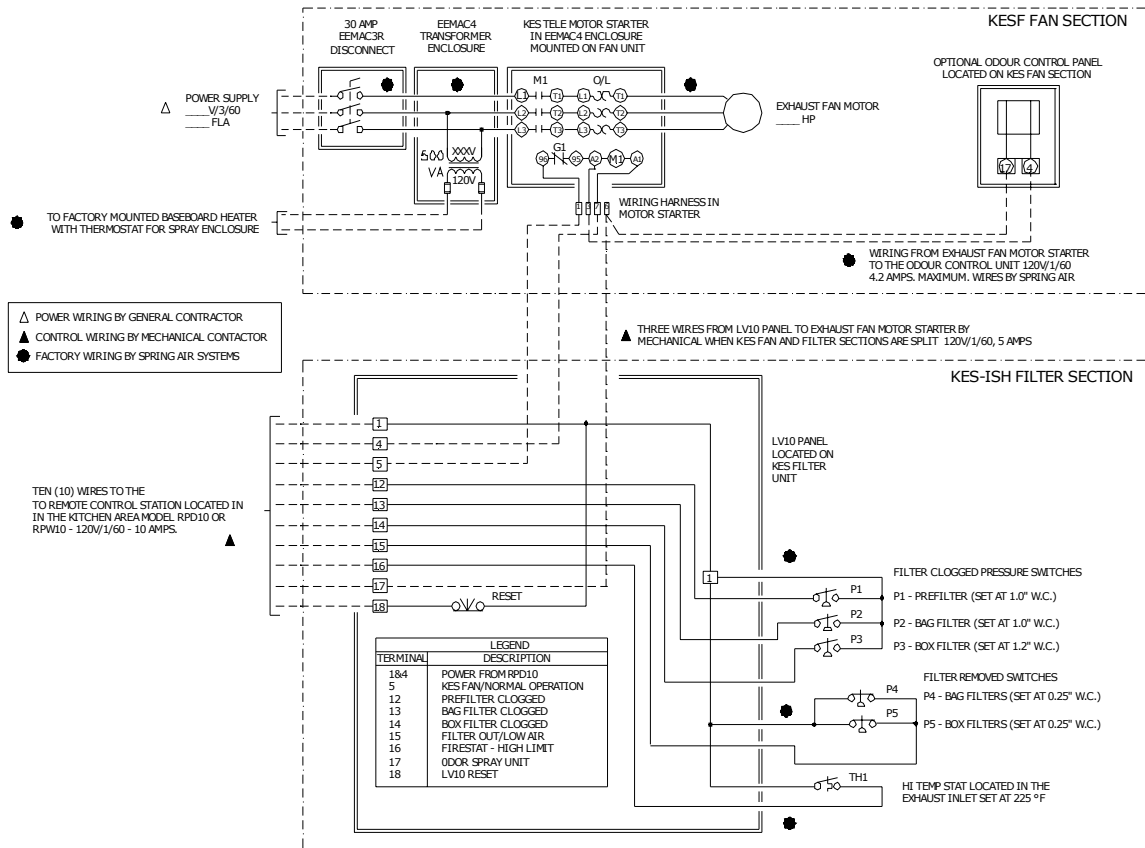 KESF FAN SECTION
30 AMP
EEMAC3R
DISCONNECT
EEMAC4
TRANSFORMER
ENCLOSURE
KES TELE MOTOR STARTER
IN EEMAC4 ENCLOSURE
MOUNTED ON FAN UNIT
OPTIONAL ODOUR CONTROL PANEL
LOCATED ON KES FAN SECTION
M1
O/L
POWER SUPPLY
____V/3/60
____ FLA
L1 T1 L1 T1
L2 T2 L2 T2
L3 T3 L3 T3
EXHAUST FAN MOTOR
____ HP
500
VA
XXXV
120V
G1
96 95 A2 M1 A1
17 4
WIRING HARNESS IN
MOTOR STARTER
TO FACTORY MOUNTED BASEBOARD HEATER
WITH THERMOSTAT FOR SPRAY ENCLOSURE
WIRING FROM EXHAUST FAN MOTOR STARTER
TO THE ODOUR CONTROL UNIT 120V/1/60
4.2 AMPS. MAXIMUM. WIRES BY SPRING AIR
POWER WIRING BY GENERAL CONTRACTOR
CONTROL WIRING BY MECHANICAL CONTACTOR
FACTORY WIRING BY SPRING AIR SYSTEMS
THREE WIRES FROM LV10 PANEL TO EXHAUST FAN MOTOR STARTER BY
MECHANICAL WHEN KES FAN AND FILTER SECTIONS ARE SPLIT 120V/1/60, 5 AMPS
KES-ISH FILTER SECTION
1
4
5
12
13
14
15
16
17
18
RESET
LV10 PANEL
LOCATED ON
KES FILTER
UNIT
TEN (10) WIRES TO THE
TO REMOTE CONTROL STATION LOCATED IN
IN THE KITCHEN AREA MODEL RPD10 OR
RPW10 - 120V/1/60 - 10 AMPS.
1
FILTER CLOGGED PRESSURE SWITCHES
P1
P1 - PREFILTER (SET AT 1.0" W.C.)
P2
P2 - BAG FILTER (SET AT 1.0" W.C.)
P3
P3 - BOX FILTER (SET AT 1.2" W.C.)
FILTER REMOVED SWITCHES
P4
P4 - BAG FILTERS (SET AT 0.25" W.C.)
P5
P5 - BOX FILTERS (SET AT 0.25" W.C.)
TH1
HI TEMP STAT LOCATED IN THE
EXHAUST INLET SET AT 225 °F
LEGEND
TERMINAL DESCRIPTION
1&4 POWER FROM RPD10
5 KES FAN/NORMAL OPERATION
12 PREFILTER CLOGGED
13 BAG FILTER CLOGGED
14 BOX FILTER CLOGGED
15 FILTER OUT/LOW AIR
16 FIRESTAT - HIGH LIMIT
17 0DOR SPRAY UNIT
18 LV10 RESET